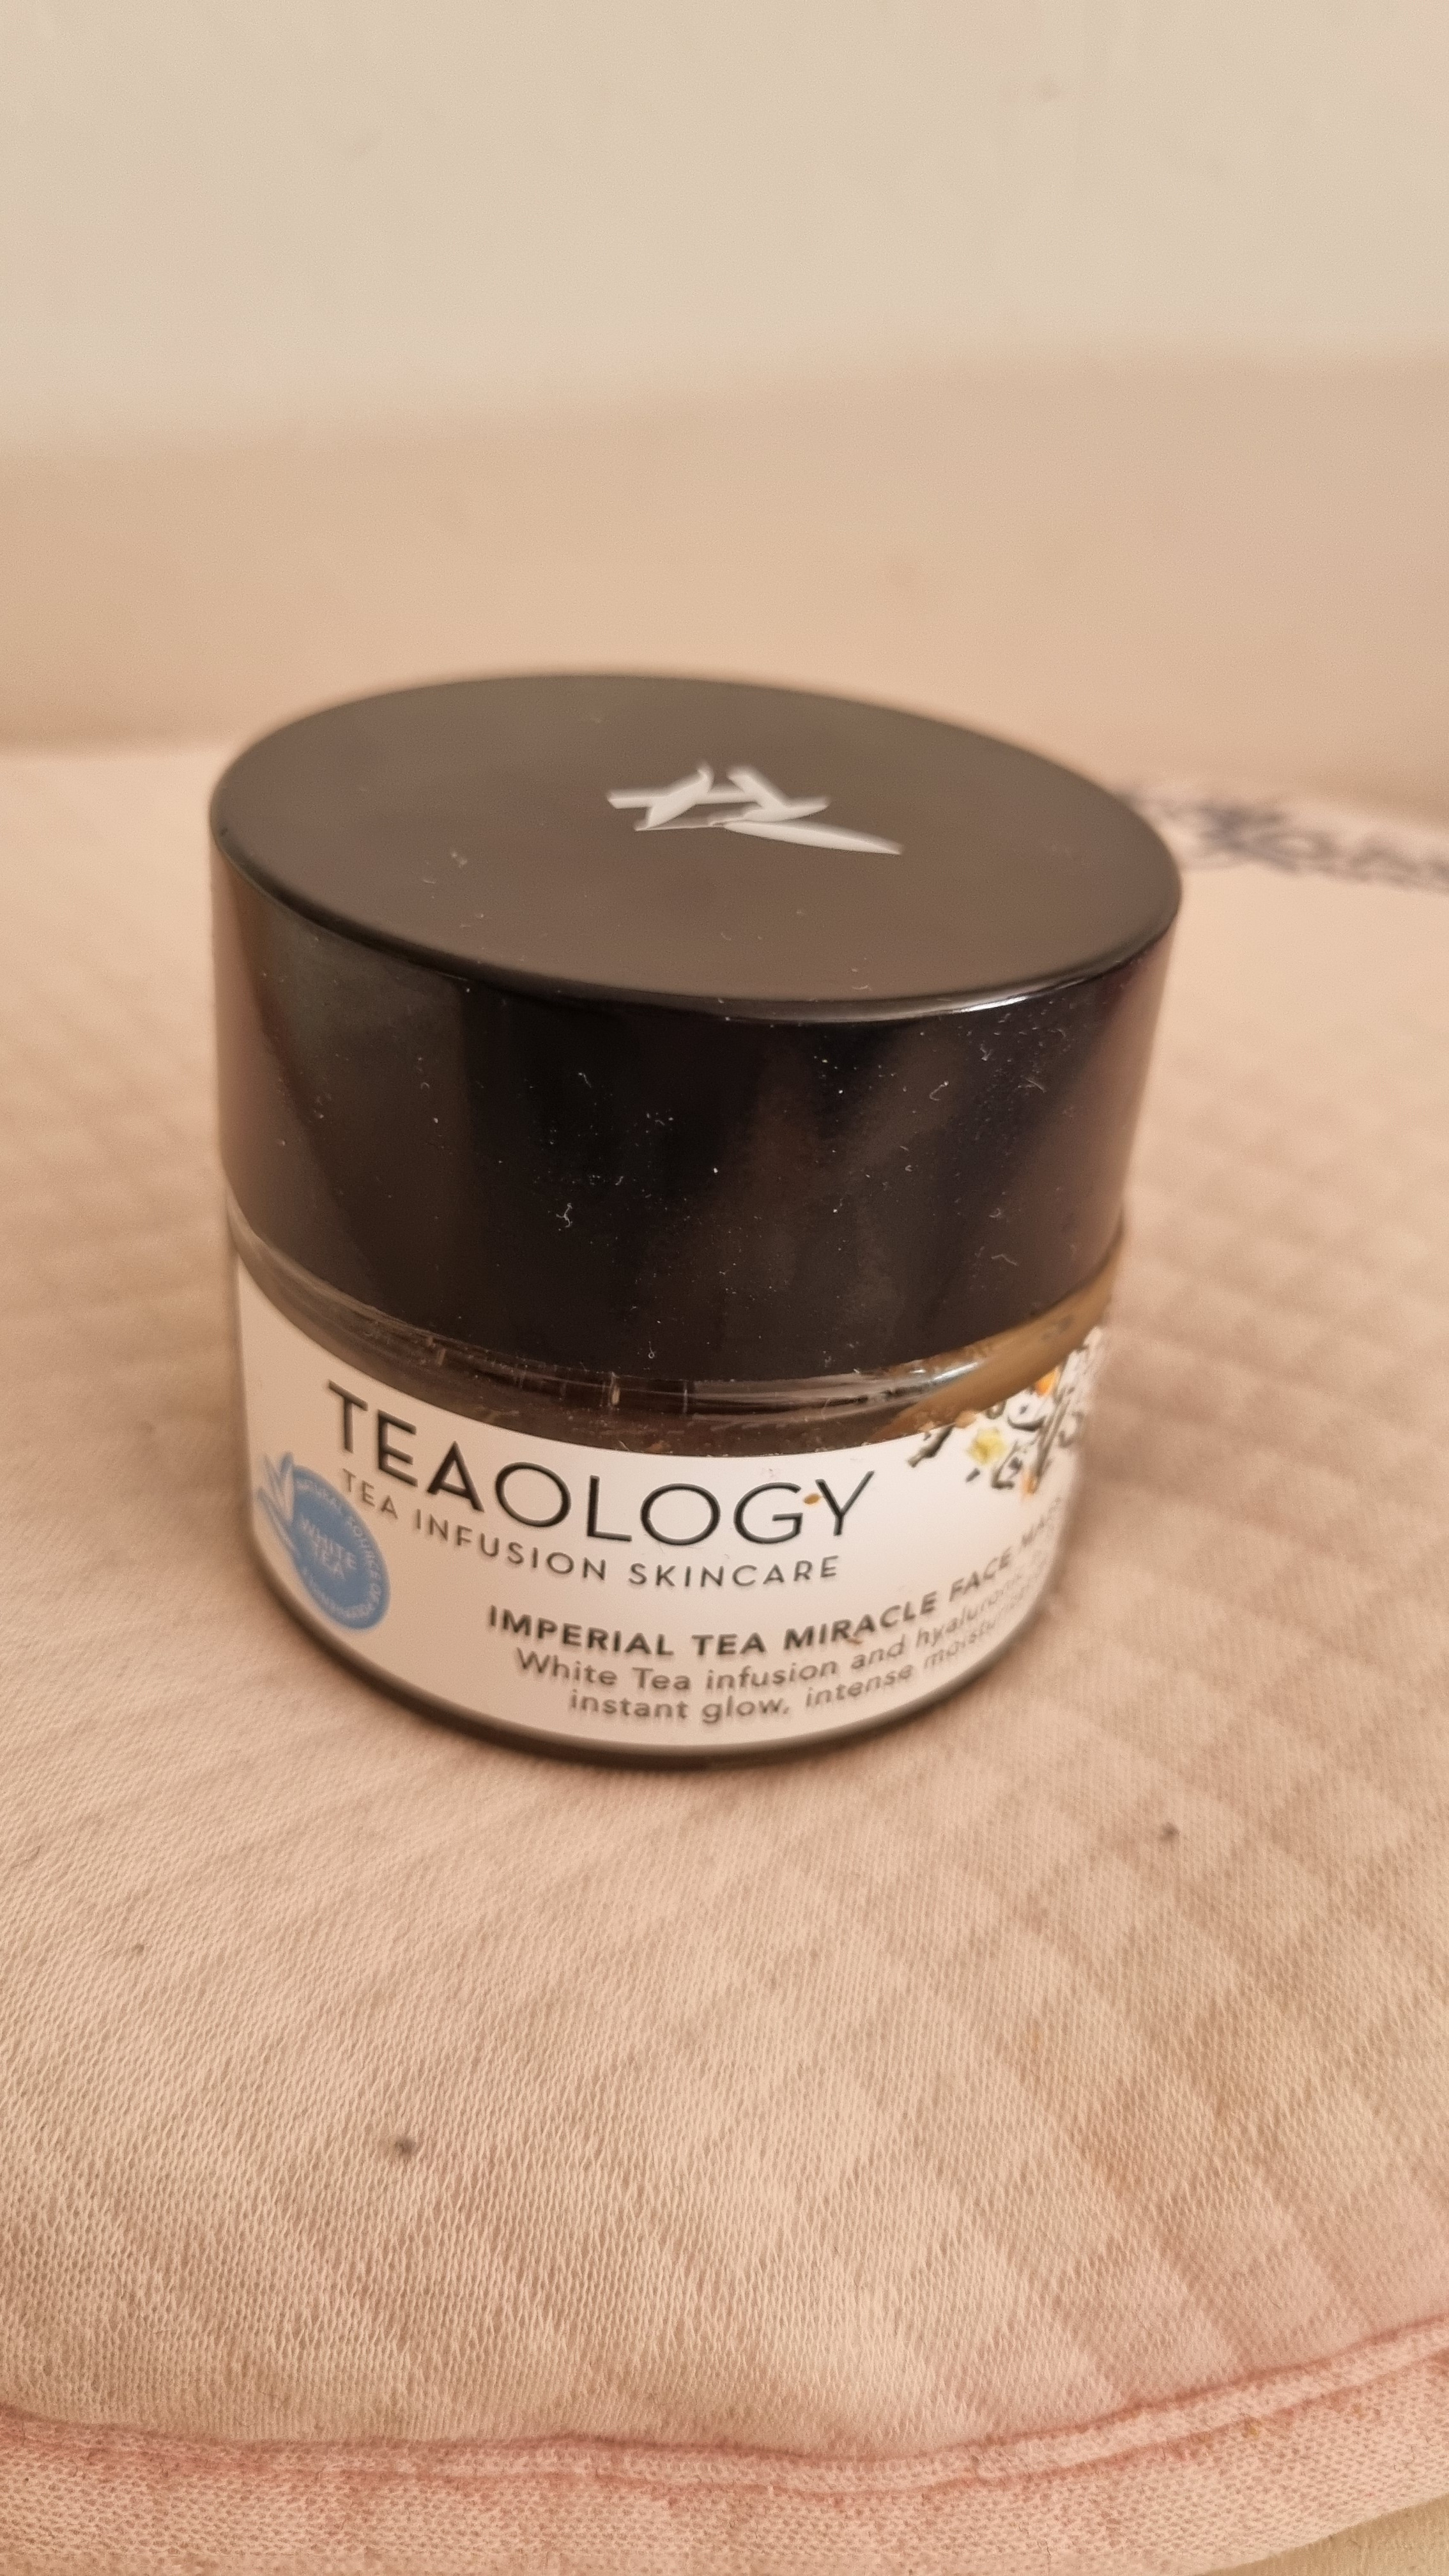 TEAOLOGY
TEA INFUSION SKINCARE
WHITE
TEA
IMPERIAL TEA MIRACLE FACE
White Tea infusion and
instant glow, intense